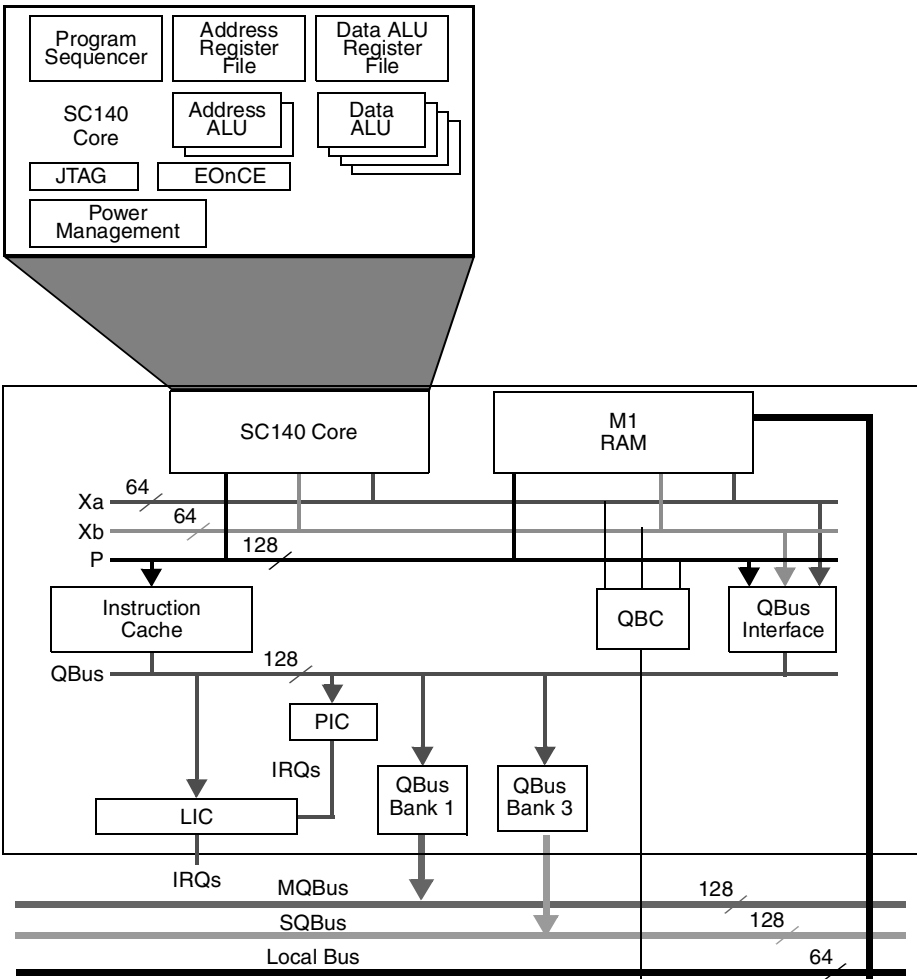 Program
Sequencer
Address
Register
File
Data ALU
Register
File
SC140
Core
Address
ALU
Data
ALU
JTAG
EOnCE
Power
Management
SC140 Core
M1
RAM
Xa
64
Xb
64
P
128
Instruction
Cache
QBC
QBus
Interface
QBus
128
PIC
IRQs
QBus
Bank 1
QBus
Bank 3
LIC
IRQs
MQBus
128
SQBus
128
Local Bus
64